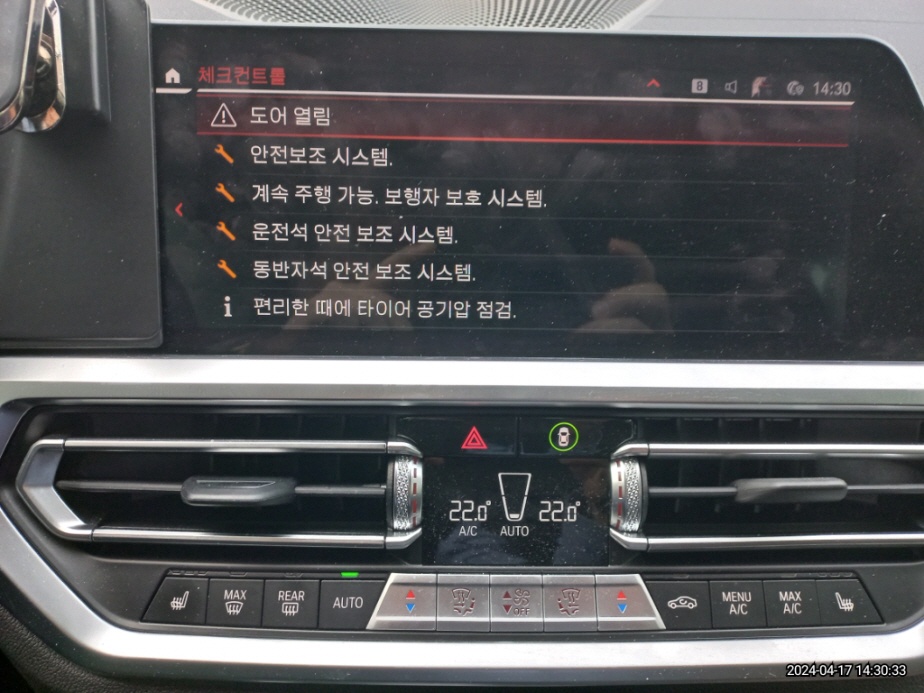 체크컨트롤
8 14:30
도어 열림
안전보조 시스템.
계속 주행 가능. 보행자 보호 시스템.
운전석 안전 보조 시스템.
동반자석 안전 보조 시스템.
i 편리한 때에 타이어 공기압 점검.
22.0° 22.0°
A/C AUTO
MAX
REAR
AUTO
OFF
MENU
A/C
MAX
A/C
2024-04-17 14:30:33